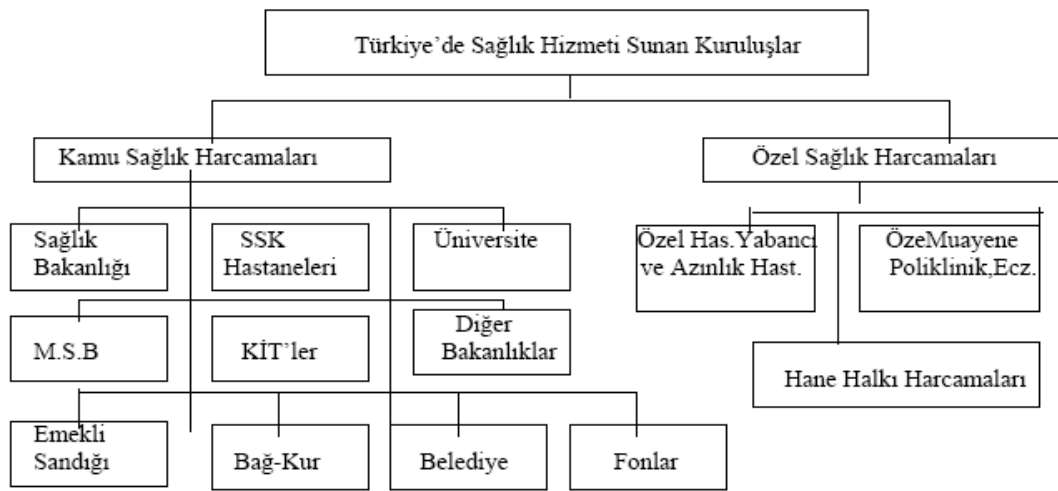 Türkiye'de Sağlık Hizmeti Sunan Kuruluşlar
Kamu Sağlık Harcamaları
Özel Sağlık Harcamaları
Sağlık
Bakanlığı
SSK
Hastaneleri
Üniversite
Özel Has.Yabancı
ve Azınlık Hast.
ÖzeMuayene
Poliklinik,Ecz.
M.S.B
KİT'ler
Diğer
Bakanlıklar
Hane Halkı Harcamaları
Emekli
Sandığı
Bağ-Kur
Belediye
Fonlar